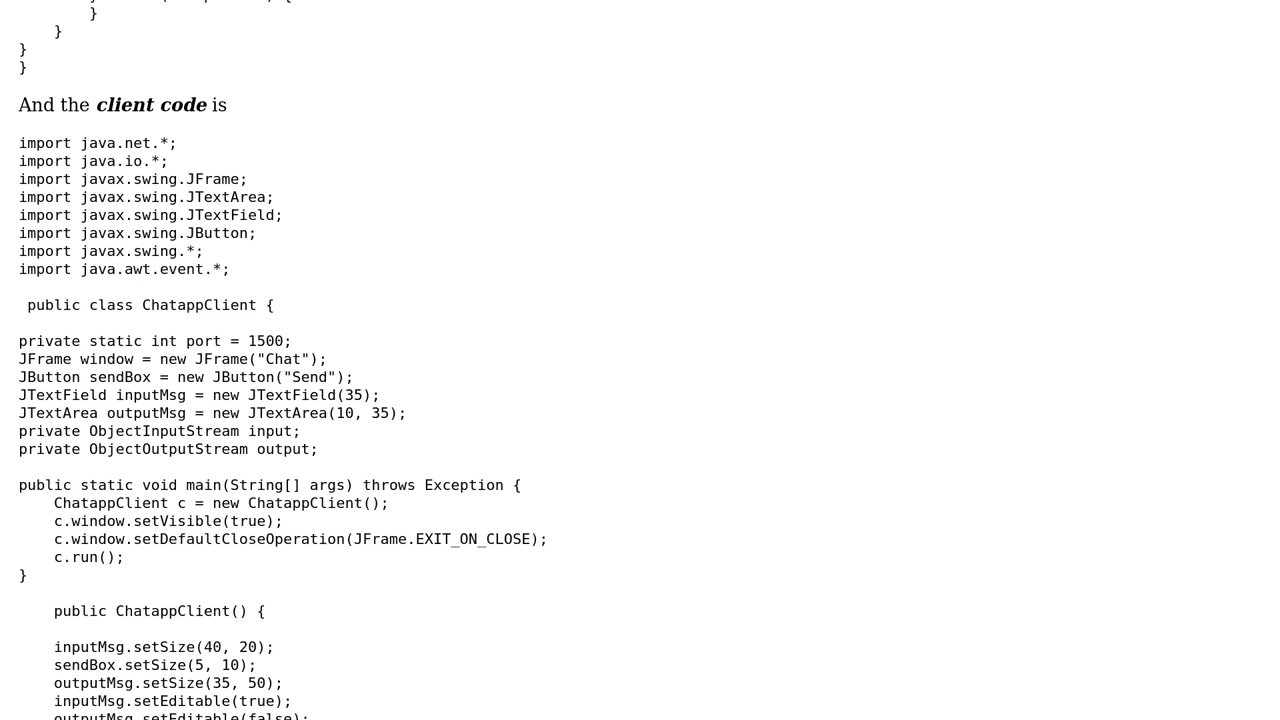 }
    }
}
}
And the client code is
import java.net.*;
import java.io.*;
import javax.swing.JFrame;
import javax.swing.JTextArea;
import javax.swing.JTextField;
import javax.swing.JButton;
import javax.swing.*;
import java.awt.event.*;
 public class ChatappClient {
private static int port = 1500;
JFrame window = new JFrame("Chat");
JButton sendBox = new JButton("Send");
JTextField inputMsg = new JTextField(35);
JTextArea outputMsg = new JTextArea(10, 35);
private ObjectInputStream input;
private ObjectOutputStream output;
public static void main(String[] args) throws Exception {
    ChatappClient c = new ChatappClient();
    c.window.setVisible(true);
    c.window.setDefaultCloseOperation(JFrame.EXIT_ON_CLOSE);
    c.run();
}
    public ChatappClient() {
    inputMsg.setSize(40, 20);
    sendBox.setSize(5, 10);
    outputMsg.setSize(35, 50);
    inputMsg.setEditable(true);
    outputMsg.setEditable(false);